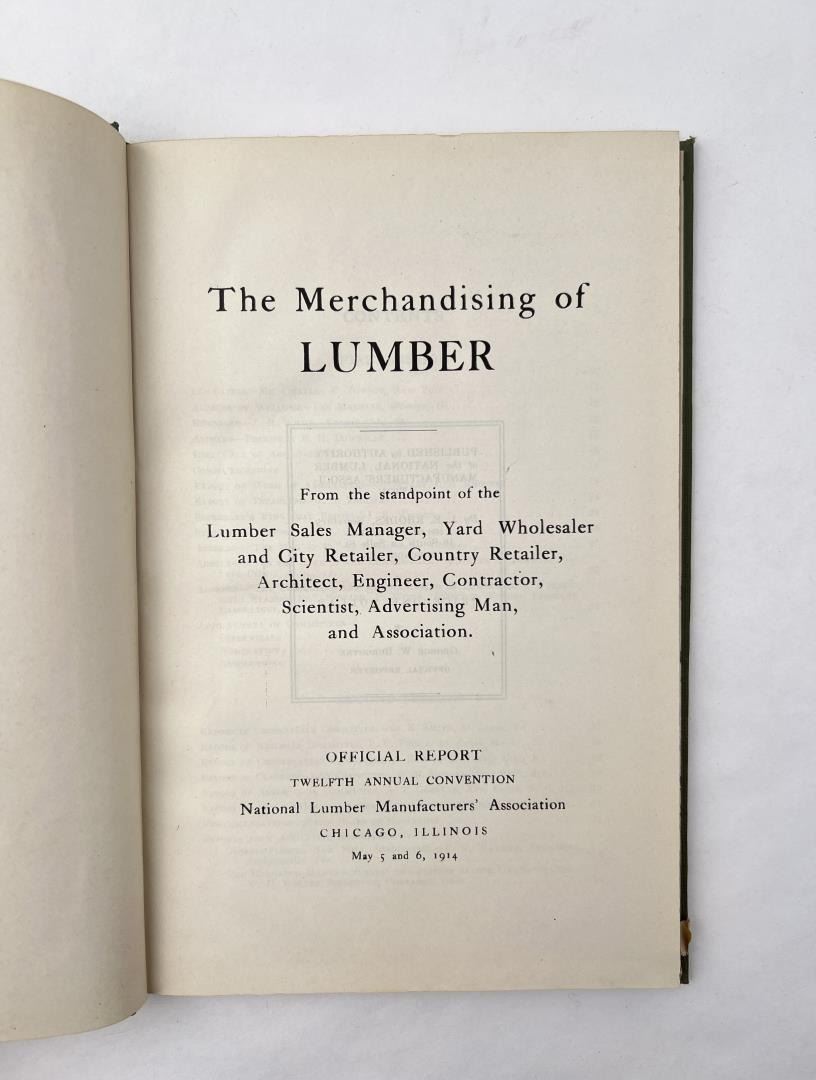 The Merchandising of
LUMBER
From the standpoint of the
Lumber Sales Manager, Yard Wholesaler
and City Retailer, Country Retailer,
Architect, Engineer, Contractor,
Scientist, Advertising Man,
and Association.
OFFICIAL REPORT
TWELFTH ANNUAL CONVENTION
National Lumber Manufacturers' Association
CHICAGO, ILLINOIS
May 5 and 6, 1914